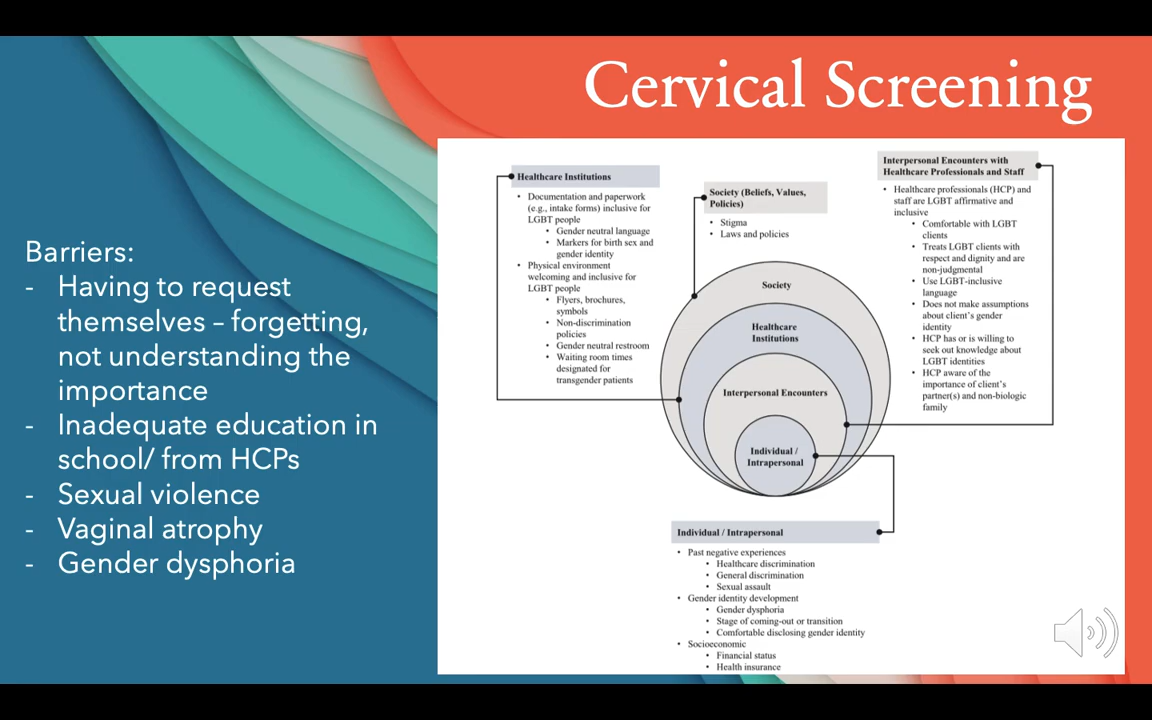 Cervical Screening
Barriers:
- Having to request
themselves – forgetting,
not understanding the
importance
- Inadequate education in
school/ from HCPs
- Sexual violence
- Vaginal atrophy
- Gender dysphoria
Healthcare Institutions
• Documentation and paperwork
(e.g., intake forms) inclusive for
LGBT people
• Gender neutral language
• Markers for birth sex and
gender identity
• Physical environment
welcoming and inclusive for
LGBT people
• Flyers, brochures,
symbols
• Non-discrimination
policies
• Gender neutral restroom
• Waiting room times
designated for
transgender patients
Society (Beliefs, Values,
Policies)
• Stigma
• Laws and policies
Interpersonal Encounters with
Healthcare Professionals and Staff
• Healthcare professionals (HCP) and
staff are LGBT affirmative and
inclusive
• Comfortable with LGBT
clients
• Treats LGBT clients with
respect and dignity and are
non-judgmental
• Use LGBT-inclusive
language
• Does not make assumptions
about client's gender
identity
• HCP has or is willing to
seek out knowledge about
LGBT identities
• HCP aware of the
importance of client's
partner(s) and non-biologic
family
Society
Healthcare
Institutions
Interpersonal Encounters
Individual /
Intrapersonal
Individual / Intrapersonal
• Past negative experiences
• Healthcare discrimination
• General discrimination
• Sexual assault
• Gender identity development
• Gender dysphoria
• Stage of coming-out or transition
• Comfortable disclosing gender identity
• Socioeconomic
• Financial status
• Health insurance